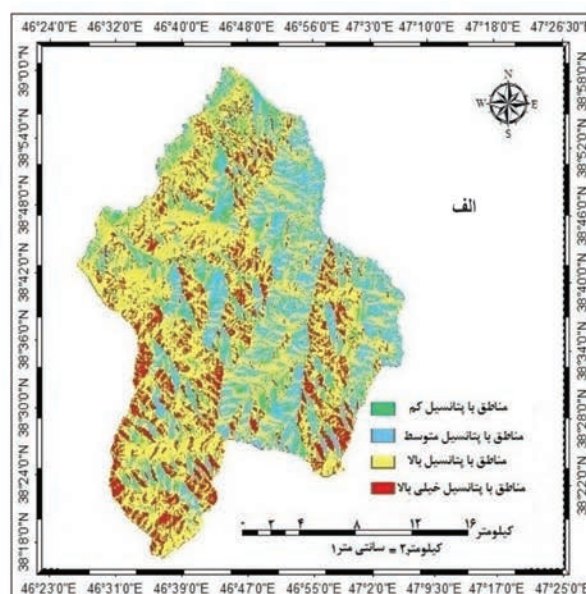 46°24'0"E 46°32'0"E 46°40'0"E 46°48'0"E 46°56'0"E 47°3'0"E 47°10'0"E 47°18'0"E 47°26'30"E
39°0'0"N
38°54'0"N
38°48'0"N
38°42'0"N
38°36'0"N
38°30'0"N
38°24'0"N
38°18'0"N
38°58'0"N
38°52'0"N
38°46'0"N
38°40'0"N
38°34'0"N
38°28'0"N
38°22'0"N
N
W E
S
الف
مناطق با پتانسیل کم
مناطق با پتانسیل متوسط
مناطق با پتانسیل بالا
مناطق با پتانسیل خیلی بالا
0 2 4 8 12 16 کیلومتر
کیلومتر۲ = سانتی متر۱
46°23'0"E 46°31'0"E 46°39'0"E 46°47'0"E 46°55'0"E 47°2'0"E 47°9'30"E 47°17'0"E 47°25'0"E